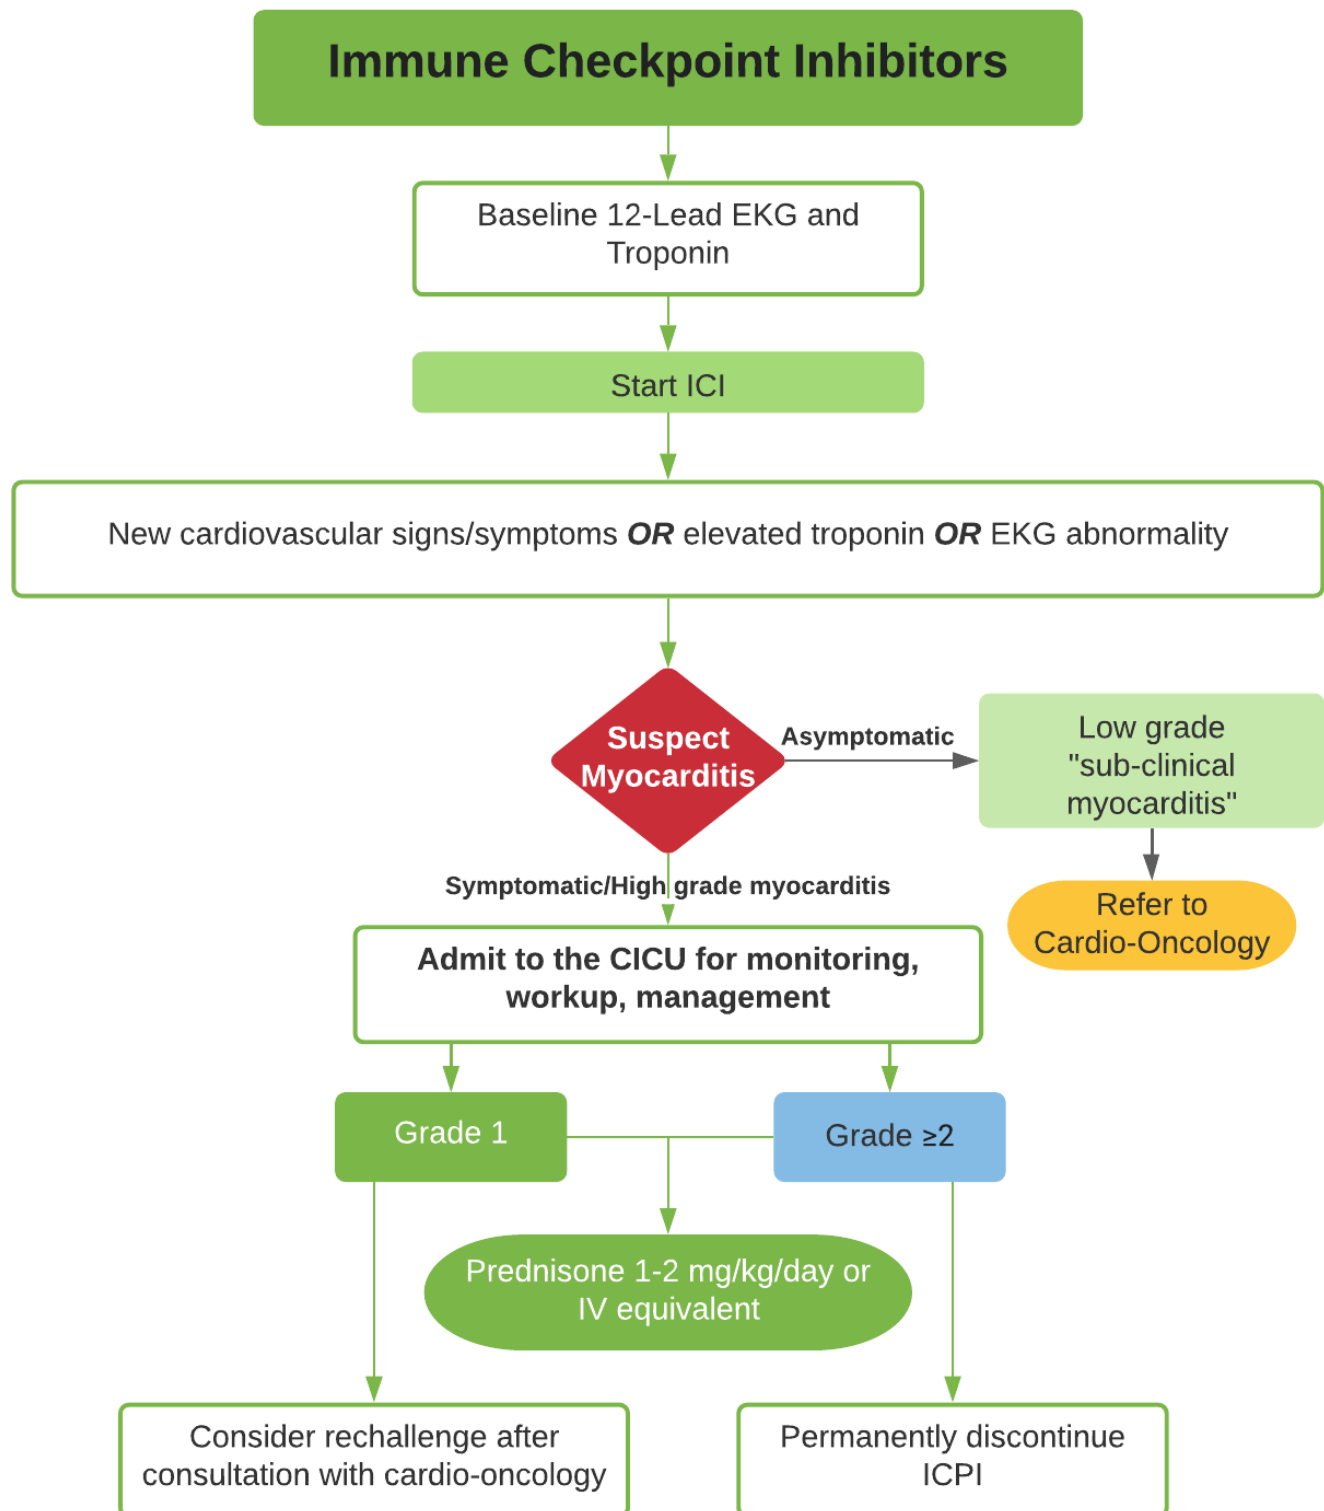 Immune Checkpoint Inhibitors
Baseline 12-Lead EKG and
Troponin
Start ICI
New cardiovascular signs/symptoms OR elevated troponin OR EKG abnormality
Suspect
Myocarditis
Asymptomatic
Low grade
"sub-clinical
myocarditis"
Refer to
Cardio-Oncology
Symptomatic/High grade myocarditis
Admit to the CICU for monitoring,
workup, management
Grade 1
Grade ≥2
Prednisone 1-2 mg/kg/day or
IV equivalent
Consider rechallenge after
consultation with cardio-oncology
Permanently discontinue
ICPI